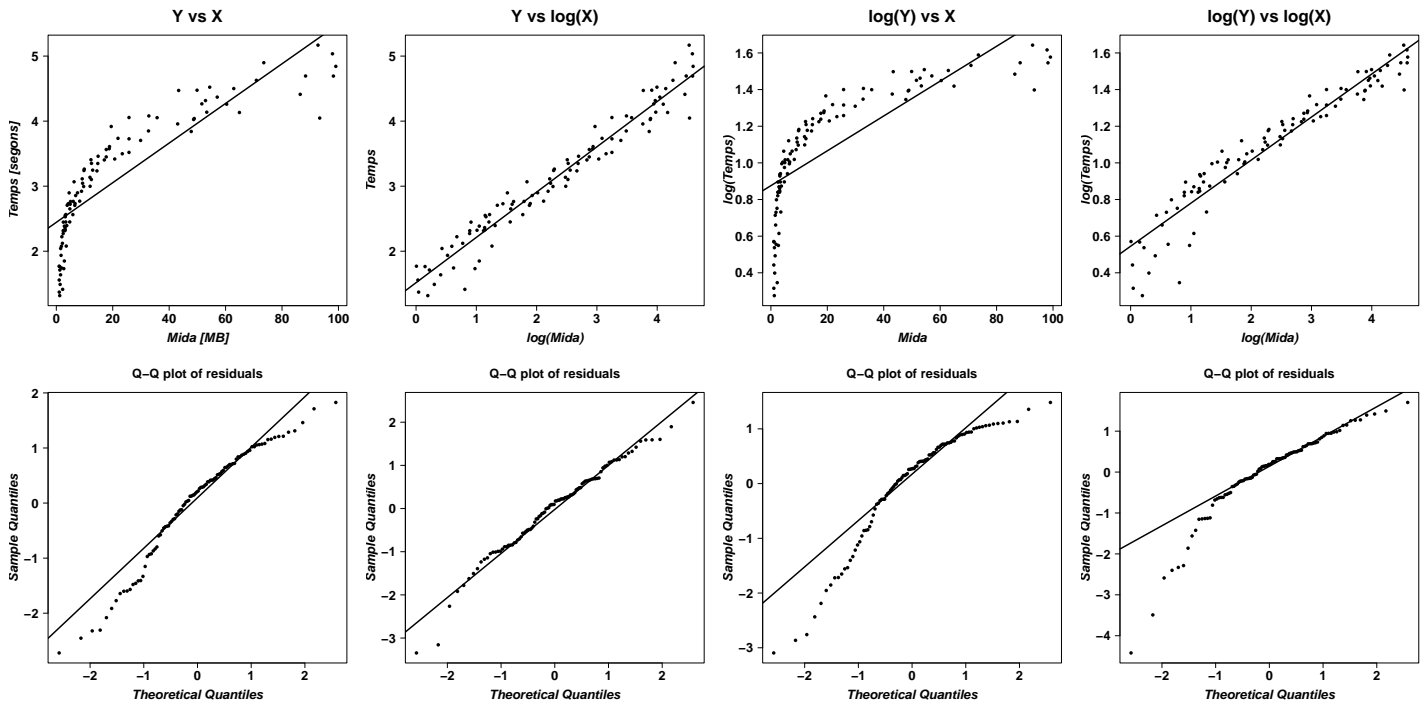 Y vs X
Y vs log(X)
log(Y) vs X
log(Y) vs log(X)
Temps [segons]
5
4
3
2
0 20 40 60 80 100
Mida [MB]
Temps
5
4
3
2
0 1 2 3 4
log(Mida)
log(Temps)
1.6
1.4
1.2
1.0
0.8
0.6
0.4
0 20 40 60 80 100
Mida
log(Temps)
1.6
1.4
1.2
1.0
0.8
0.6
0.4
0 1 2 3 4
log(Mida)
Q−Q plot of residuals
Q−Q plot of residuals
Q−Q plot of residuals
Q−Q plot of residuals
Sample Quantiles
2
1
0
−1
−2
−2 −1 0 1 2
Theoretical Quantiles
Sample Quantiles
2
1
0
−1
−2
−3
−2 −1 0 1 2
Theoretical Quantiles
Sample Quantiles
1
0
−1
−2
−3
−2 −1 0 1 2
Theoretical Quantiles
Sample Quantiles
1
0
−1
−2
−3
−4
−2 −1 0 1 2
Theoretical Quantiles